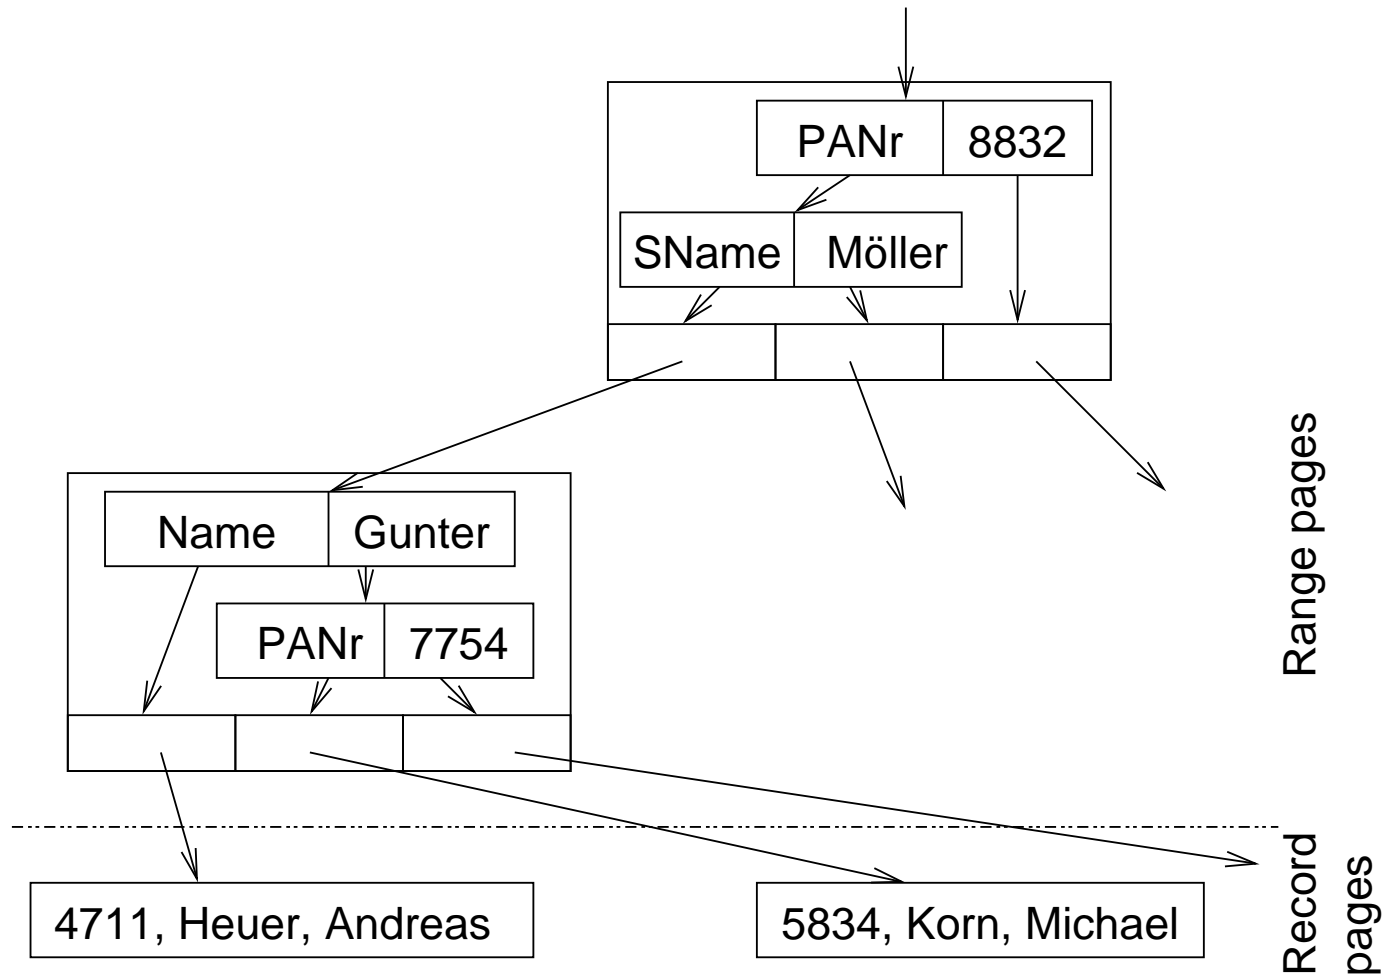 PANr 8832
SName Möller
Range pages
Name Gunter
PANr 7754
Record
pages
4711, Heuer, Andreas
5834, Korn, Michael